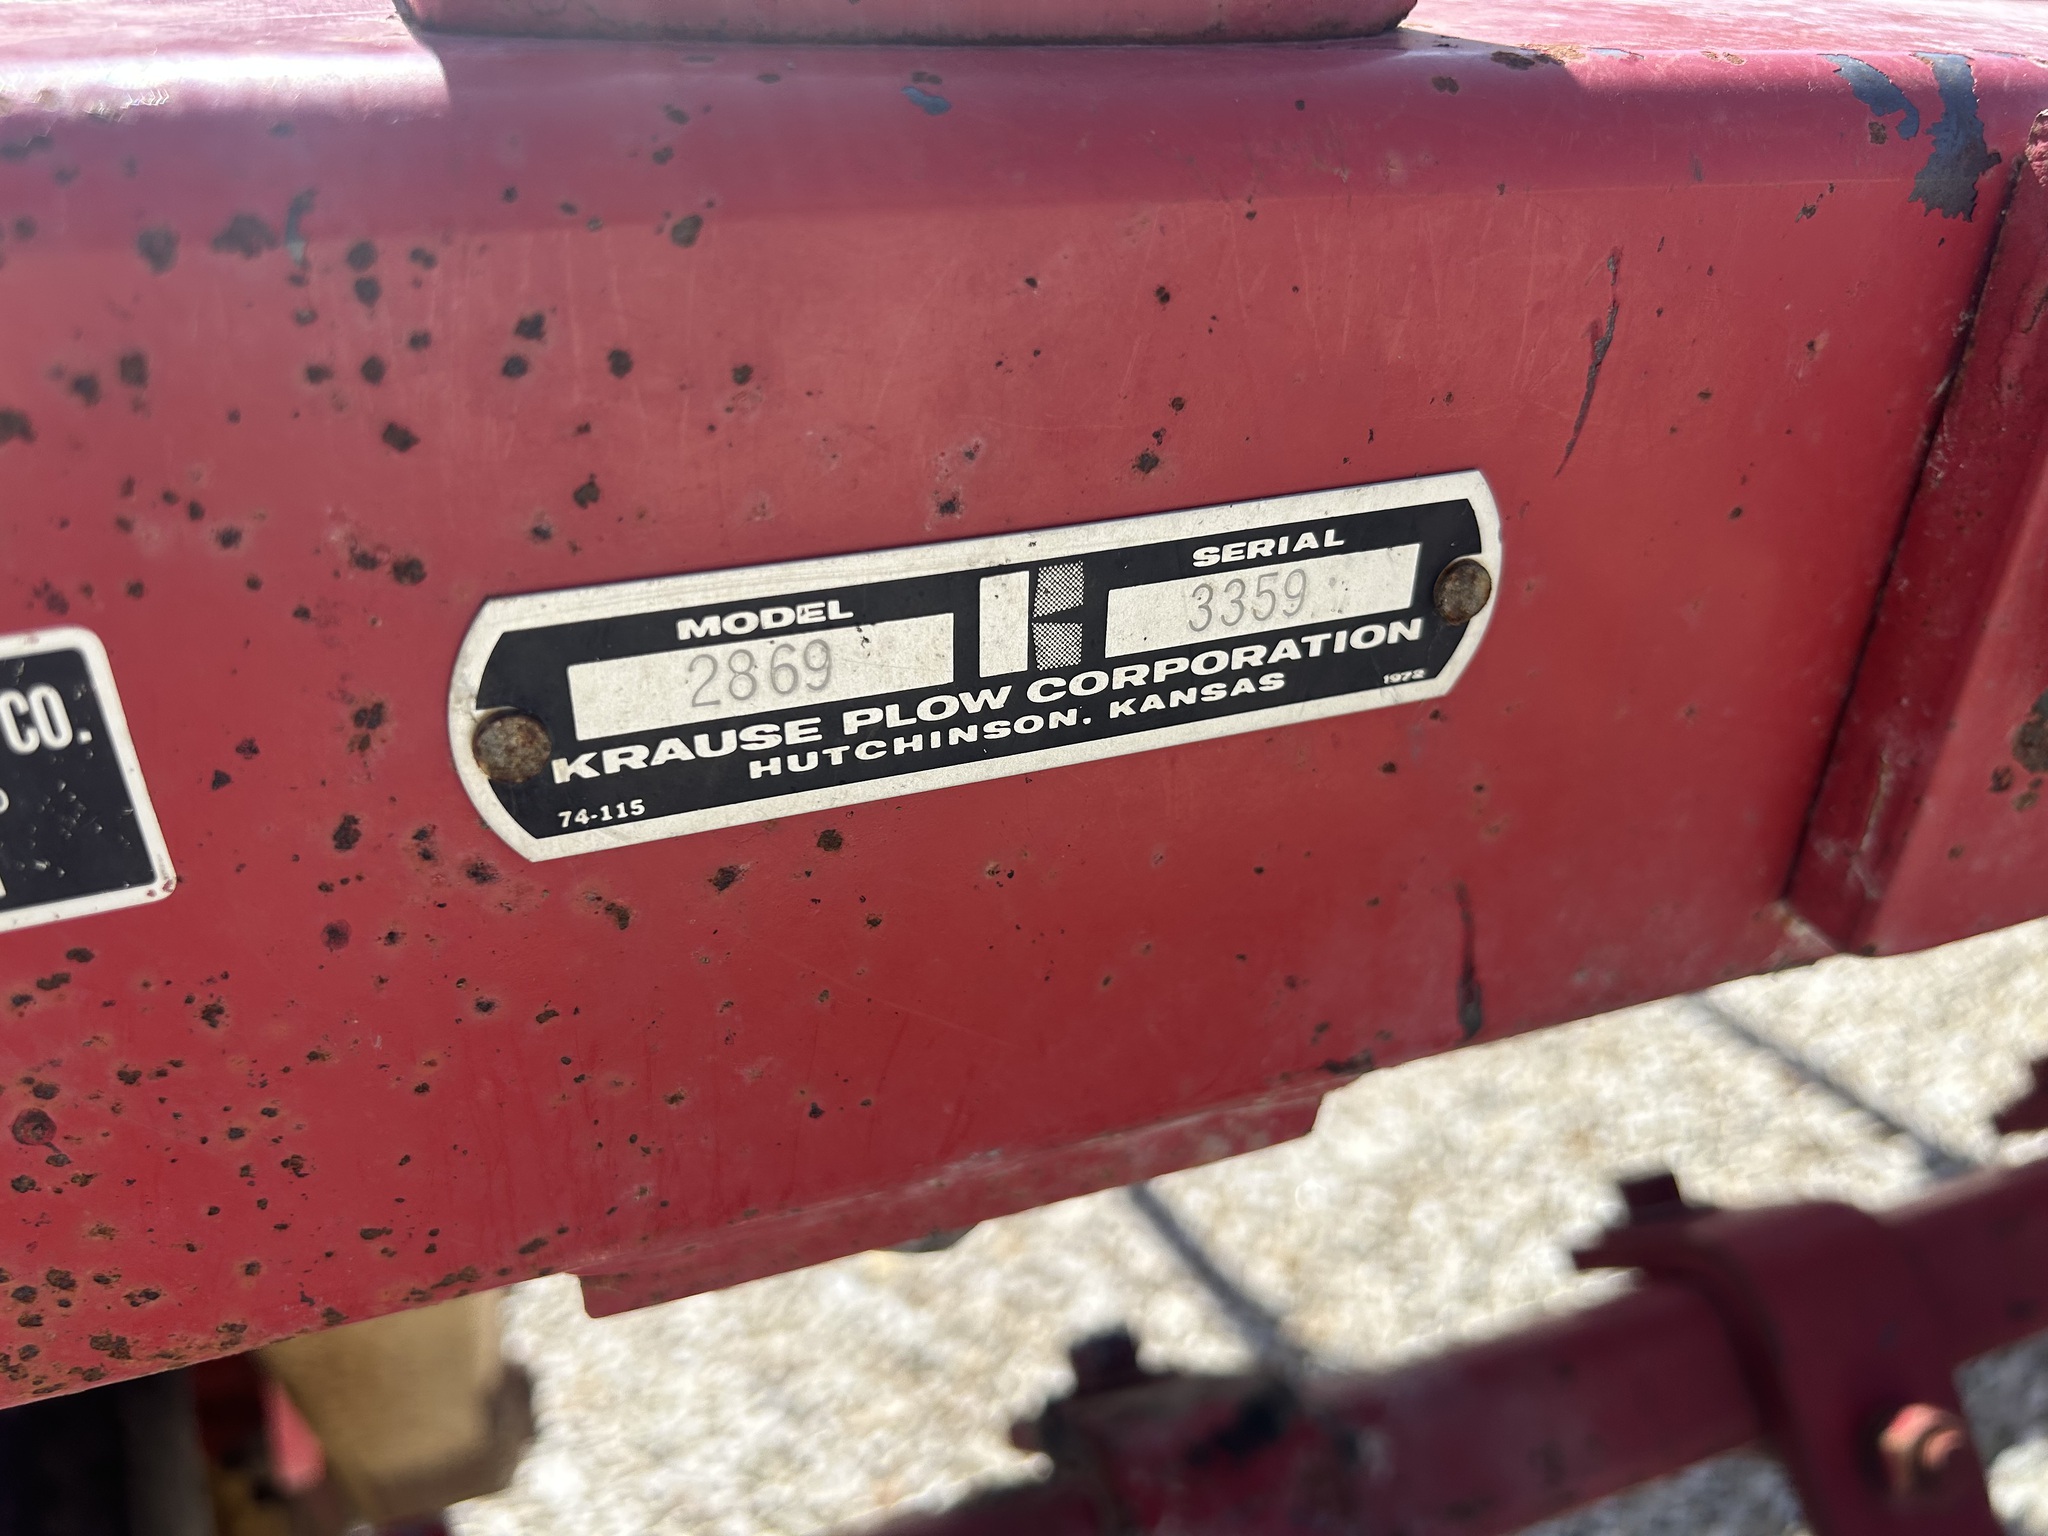 CO.
MODEL
2869
SERIAL
3359
KRAUSE PLOW CORPORATION
HUTCHINSON, KANSAS
1972
74-115